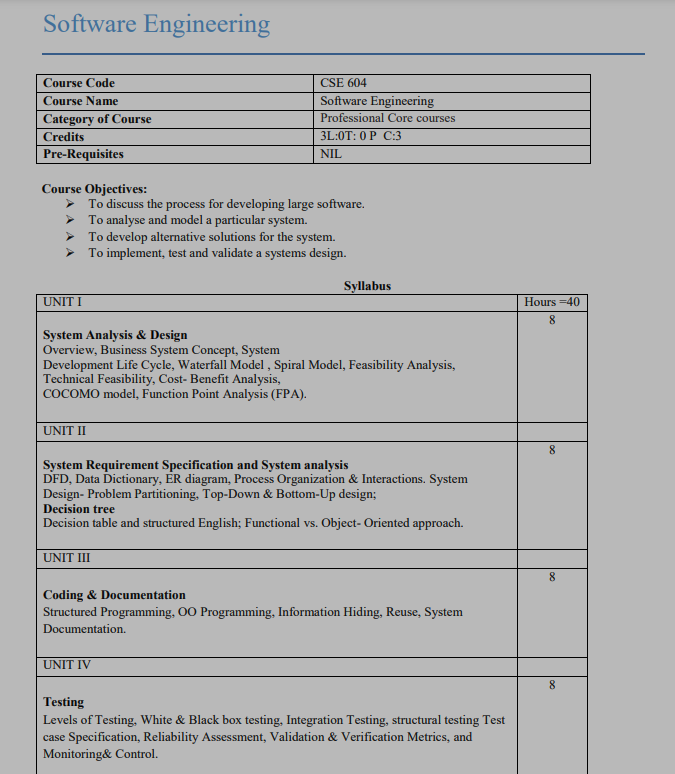 Software Engineering
Course Code CSE 604
Course Name Software Engineering
Category of Course Professional Core courses
Credits 3L:0T: 0 P C:3
Pre-Requisites NIL
Course Objectives:
➢ To discuss the process for developing large software.
➢ To analyse and model a particular system.
➢ To develop alternative solutions for the system.
➢ To implement, test and validate a systems design.
Syllabus
UNIT I Hours =40
8
System Analysis & Design
Overview, Business System Concept, System
Development Life Cycle, Waterfall Model , Spiral Model, Feasibility Analysis,
Technical Feasibility, Cost- Benefit Analysis,
COCOMO model, Function Point Analysis (FPA).
UNIT II
8
System Requirement Specification and System analysis
DFD, Data Dictionary, ER diagram, Process Organization & Interactions. System
Design- Problem Partitioning, Top-Down & Bottom-Up design;
Decision tree
Decision table and structured English; Functional vs. Object- Oriented approach.
UNIT III
8
Coding & Documentation
Structured Programming, OO Programming, Information Hiding, Reuse, System
Documentation.
UNIT IV
8
Testing
Levels of Testing, White & Black box testing, Integration Testing, structural testing Test
case Specification, Reliability Assessment, Validation & Verification Metrics, and
Monitoring& Control.